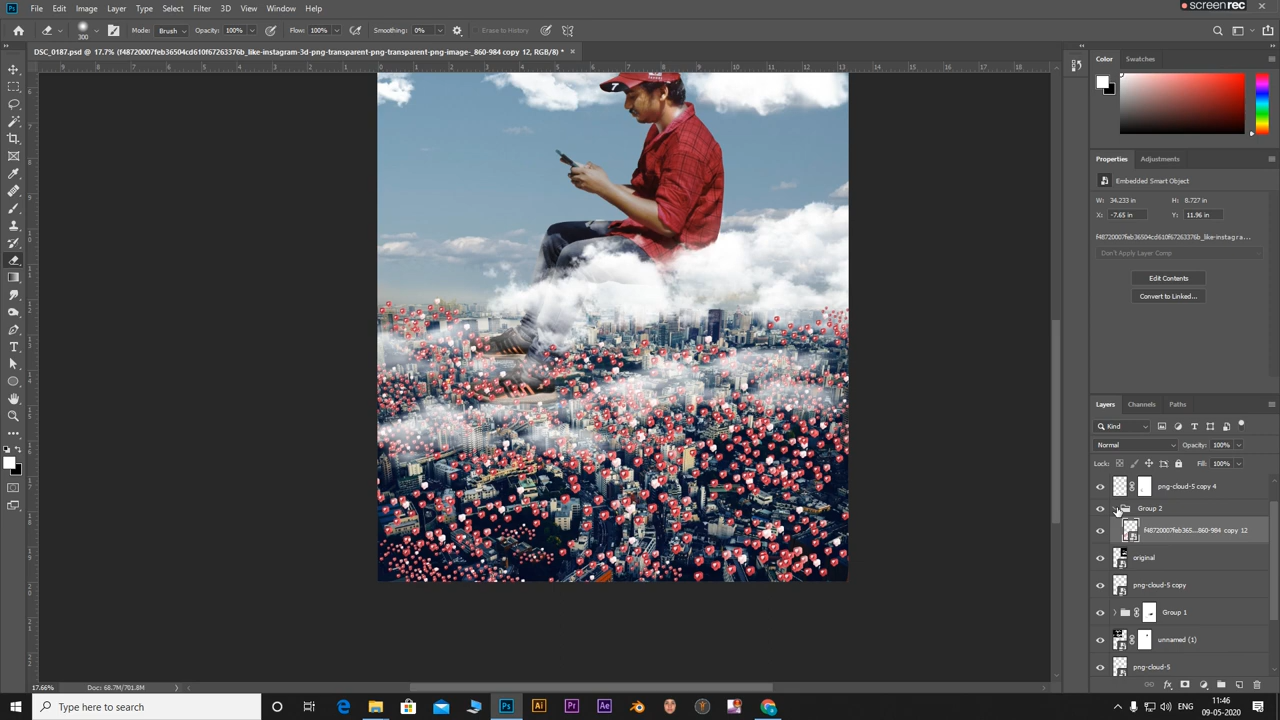 screenrec
File Edit Image Layer Type Select Filter 3D View Window Help
300 Mode: Brush Opacity: 100% Flow: 100% Smoothing: 0% Erase to History
DSC_0187.psd @ 17.7% (f48720007feb36504cd610f67263376b_like-instagram-3d-png-transparent-png-transparent-png-image-_860-984 copy 12, RGB/8) *
Color Swatches
Properties Adjustments
Embedded Smart Object
W: 34.233 in H: 8.727 in
X: -7.65 in Y: 11.96 in
f48720007feb36504cd610f67263376b_like-instagra...
Don't Apply Layer Comp
Edit Contents
Convert to Linked...
Layers Channels Paths
Kind
Normal Opacity: 100%
Lock: Fill: 100%
png-cloud-5 copy 4
Group 2
f48720007feb365...860-984 copy 12
original
png-cloud-5 copy
Group 1
unnamed (1)
png-cloud-5
17.66% Doc: 68.7M/701.8M
Type here to search
11:46
ENG
09-05-2020